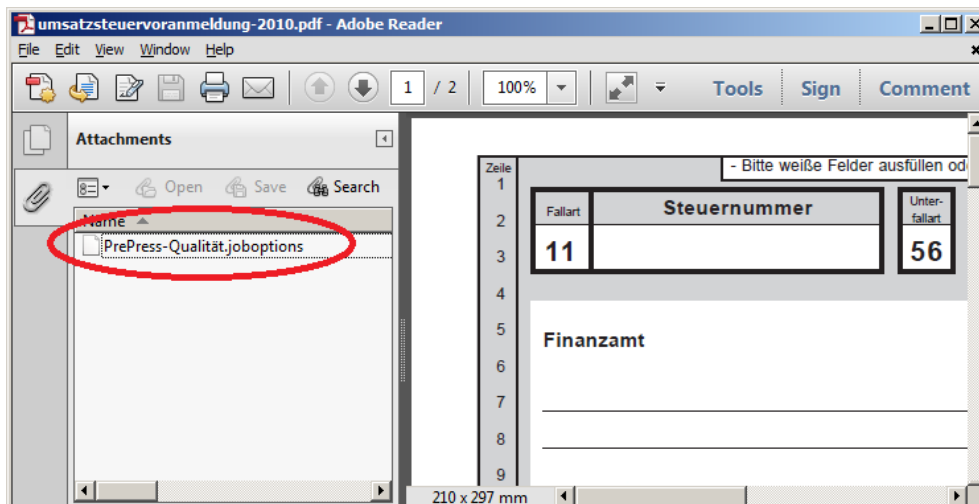 umsatzsteuervoranmeldung-2010.pdf - Adobe Reader
File Edit View Window Help
1 / 2 100% Tools Sign Comment
Attachments
Open Save Search
Name
PrePress-Qualität.joboptions
Zeile
- Bitte weiße Felder ausfüllen od
1
2
3
4
5
6
7
8
9
Fallart
Steuernummer
Unter-
fallart
11
56
Finanzamt
210 x 297 mm